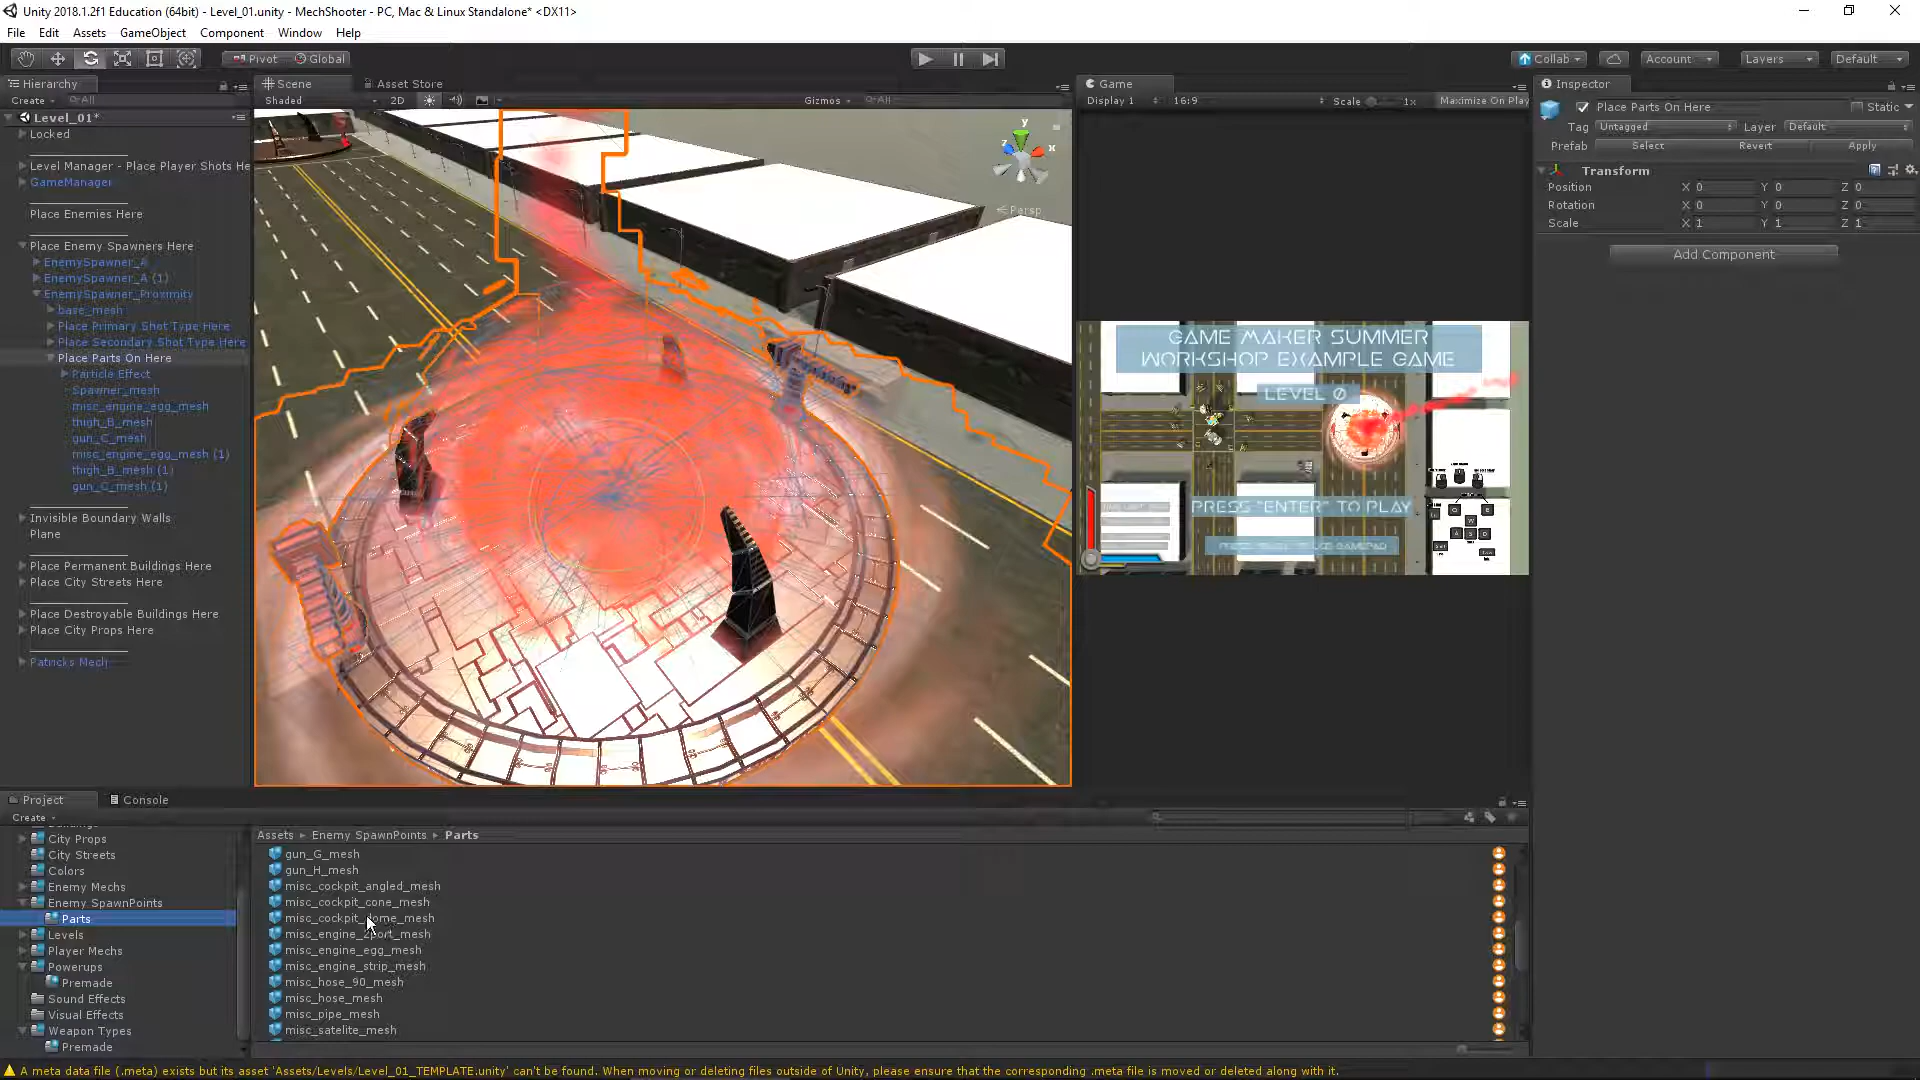 Unity 2018.1.2f1 Education (64bit) - Level_01.unity - MechShooter - PC, Mac & Linux Standalone* <DX11>
File Edit Assets GameObject Component Window Help
Pivot Global
Collab Account Layers Default
Hierarchy
Create All
Level_01*
Locked
Level Manager - Place Player Shots He
GameManager
Place Enemies Here
Place Enemy Spawners Here
EnemySpawner_A
EnemySpawner_A (1)
EnemySpawner_Proximity
base_mesh
Place Primary Shot Type Here
Place Secondary Shot Type Here
Place Parts On Here
Particle Effect
Spawner_mesh
misc_engine_egg_mesh
thigh_B_mesh
gun_C_mesh
misc_engine_egg_mesh (1)
thigh_B_mesh (1)
gun_C_mesh (1)
Invisible Boundary Walls
Plane
Place Permanent Buildings Here
Place City Streets Here
Place Destroyable Buildings Here
Place City Props Here
Patricks Mech
Scene Asset Store
Shaded 2D Gizmos All
y
x
z
Persp
Game
Display 1 16:9 Scale 1x Maximize On Play
GAME MAKER SUMMER
WORKSHOP EXAMPLE GAME
LEVEL 0
PRESS "ENTER" TO PLAY
Inspector
Place Parts On Here Static
Tag Untagged Layer Default
Prefab Select Revert Apply
Transform
Position X 0 Y 0 Z 0
Rotation X 0 Y 0 Z 0
Scale X 1 Y 1 Z 1
Add Component
Project Console
Create
City Props
City Streets
Colors
Enemy Mechs
Enemy SpawnPoints
Parts
Levels
Player Mechs
Powerups
Premade
Sound Effects
Visual Effects
Weapon Types
Premade
Assets Enemy SpawnPoints Parts
gun_G_mesh
gun_H_mesh
misc_cockpit_angled_mesh
misc_cockpit_cone_mesh
misc_cockpit_dome_mesh
misc_engine_2port_mesh
misc_engine_egg_mesh
misc_engine_strip_mesh
misc_hose_90_mesh
misc_hose_mesh
misc_pipe_mesh
misc_satelite_mesh
A meta data file (.meta) exists but its asset 'Assets/Levels/Level_01_TEMPLATE.unity' can't be found. When moving or deleting files outside of Unity, please ensure that the corresponding .meta file is moved or deleted along with it.